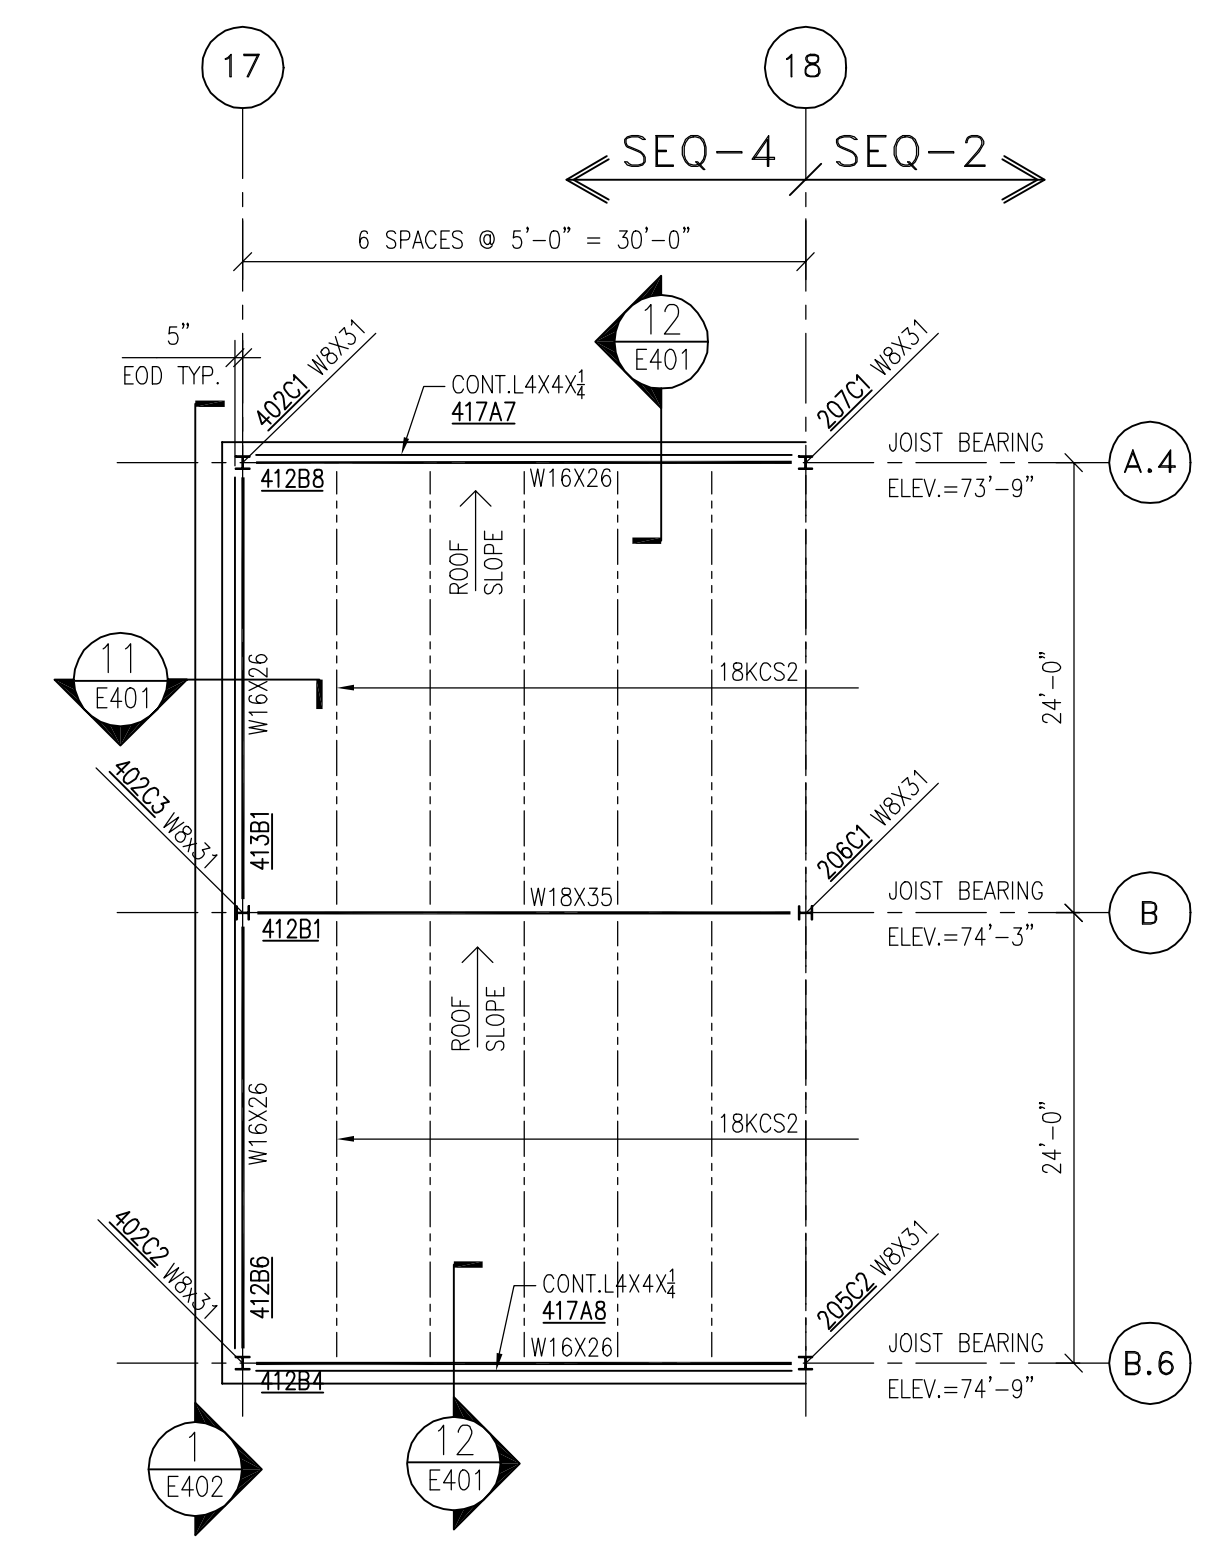 17
18
SEQ-4 SEQ-2
6 SPACES @ 5'-0" = 30'-0"
12
E401
5"
EOD TYP.
402C1 W8X31
CONT.L4X4X1/4
417A7
207C1 W8X31
JOIST BEARING
ELEV.=73'-9"
A.4
412B8
W16X26
ROOF
SLOPE
11
E401
W16X26
18KCS2
24'-0"
402C3 W8X31
413B1
206C1 W8X31
W18X35
412B1
JOIST BEARING
ELEV.=74'-3"
B
ROOF
SLOPE
W16X26
18KCS2
24'-0"
402C2 W8X31
412B6
CONT.L4X4X1/4
417A8
205C2 W8X31
W16X26
412B4
JOIST BEARING
ELEV.=74'-9"
B.6
1
E402
12
E401